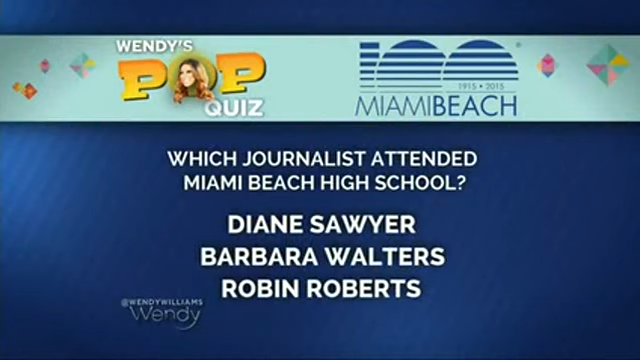 WENDY'S
POP
QUIZ
100
1915 • 2015
MIAMIBEACH
WHICH JOURNALIST ATTENDED
MIAMI BEACH HIGH SCHOOL?
DIANE SAWYER
BARBARA WALTERS
ROBIN ROBERTS
@WENDYWILLIAMS
Wendy